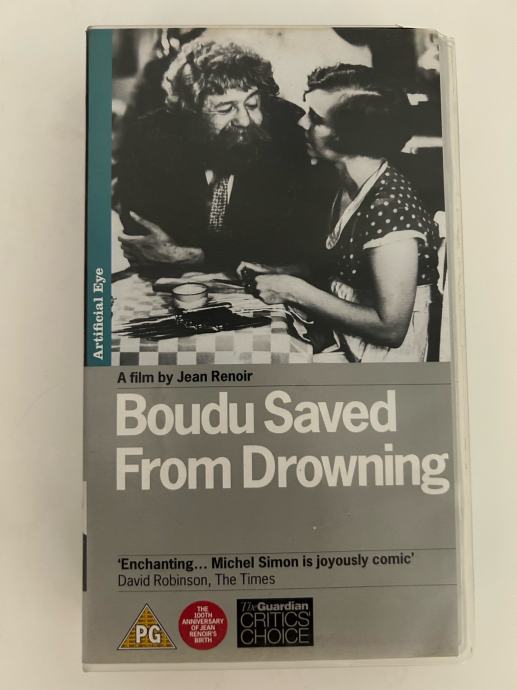 Artificial Eye
A film by Jean Renoir
Boudu Saved
From Drowning
‘Enchanting... Michel Simon is joyously comic’
David Robinson, The Times
PG
THE
100TH
ANNIVERSARY
OF JEAN
RENOIR'S
BIRTH
The Guardian
CRITICS'
CHOICE